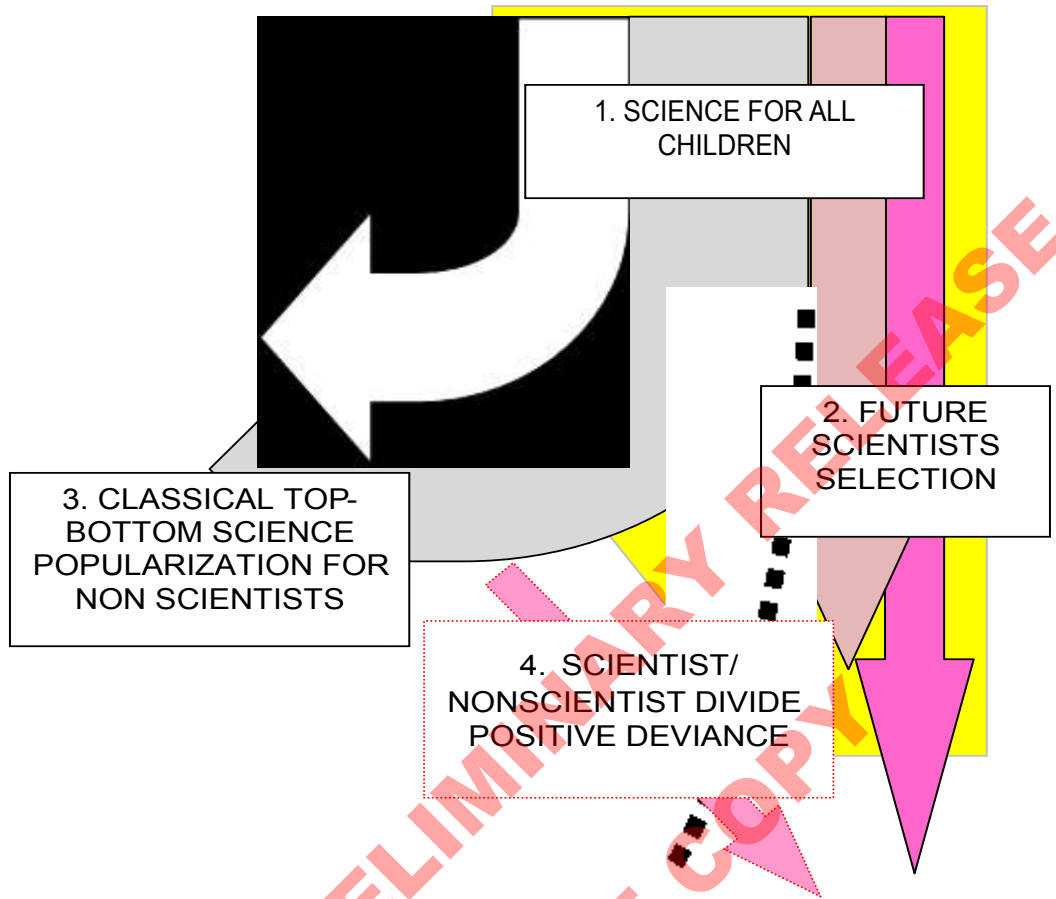 1. SCIENCE FOR ALL
CHILDREN
2. FUTURE
SCIENTISTS
SELECTION
3. CLASSICAL TOP-
BOTTOM SCIENCE
POPULARIZATION FOR
NON SCIENTISTS
4. SCIENTIST/
NONSCIENTIST DIVIDE
POSITIVE DEVIANCE
ELIMINARY RELEASE
COPY